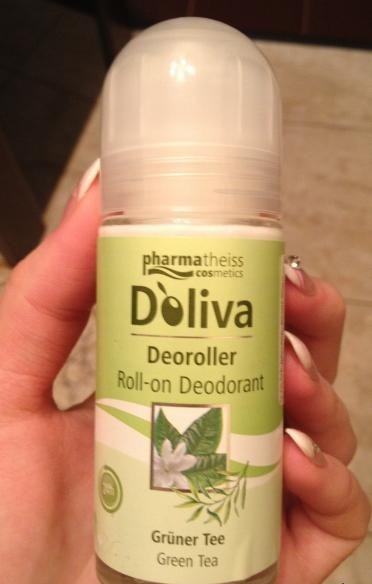 pharmatheiss
cosmetics
D'oliva
Deoroller
Roll-on Deodorant
Grüner Tee
Green Tea